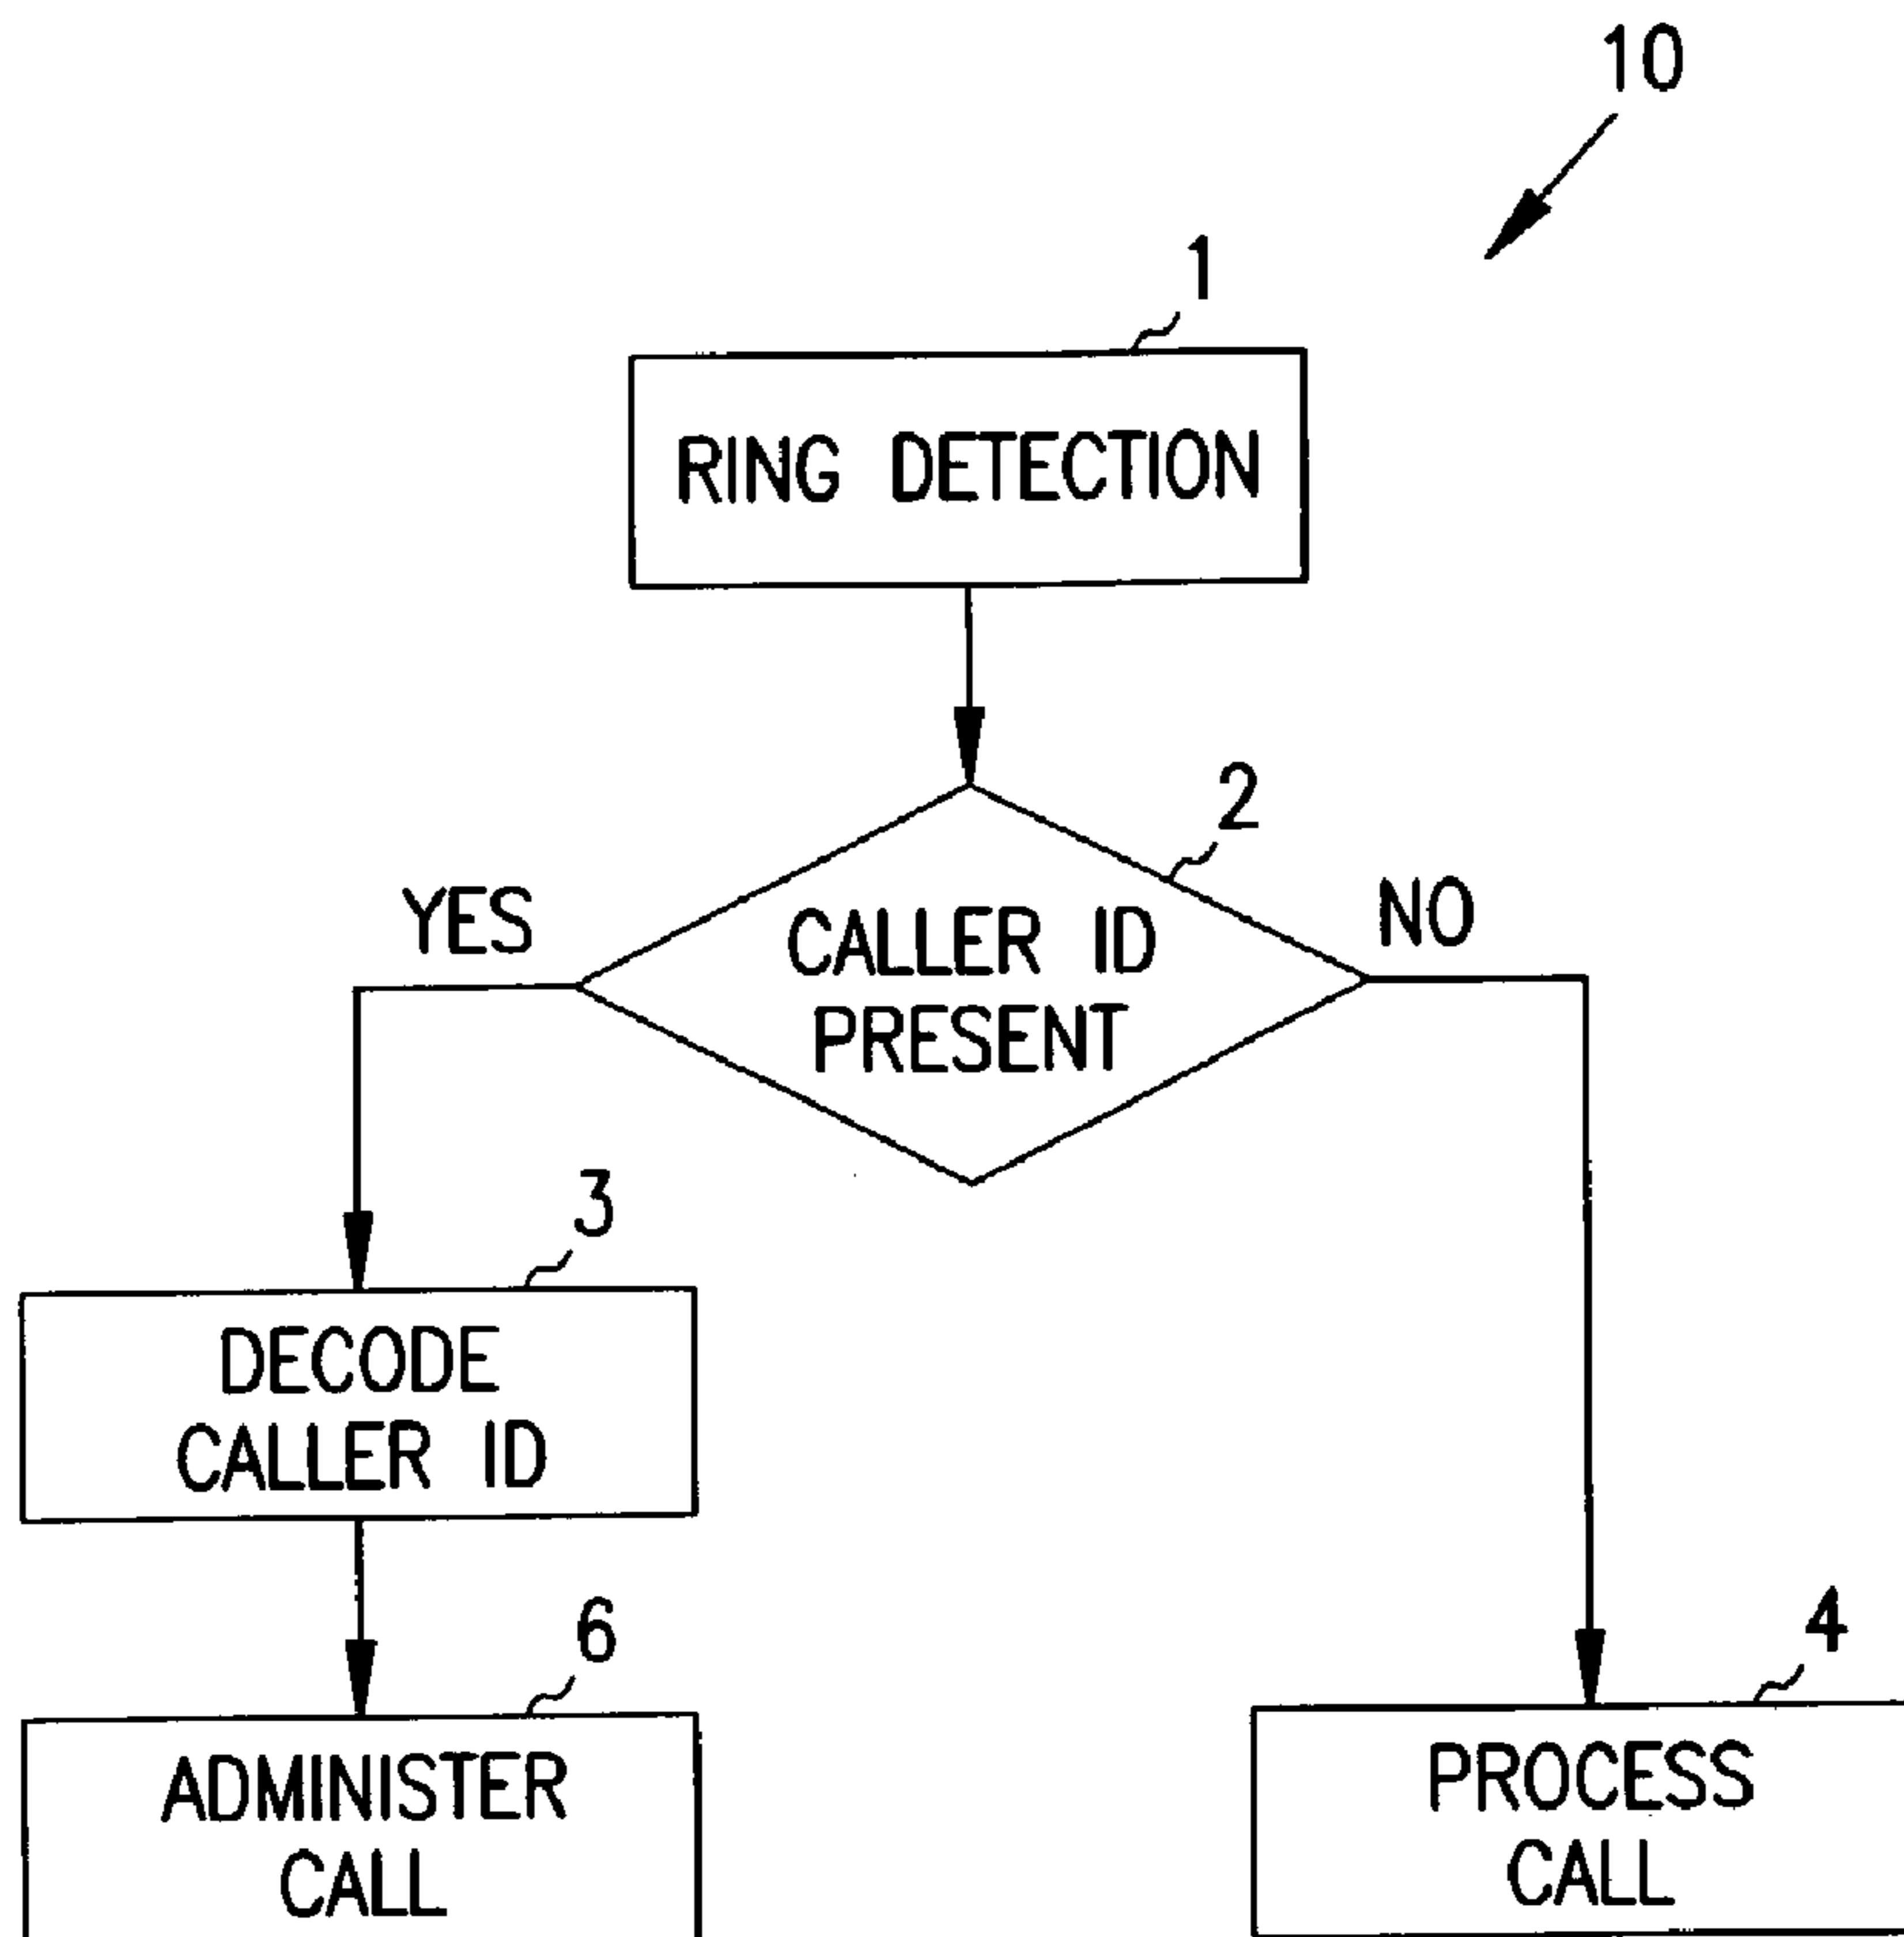 10
1
RING DETECTION
2
YES
NO
CALLER ID
PRESENT
3
DECODE
CALLER ID
6
4
ADMINISTER
CALL
PROCESS
CALL